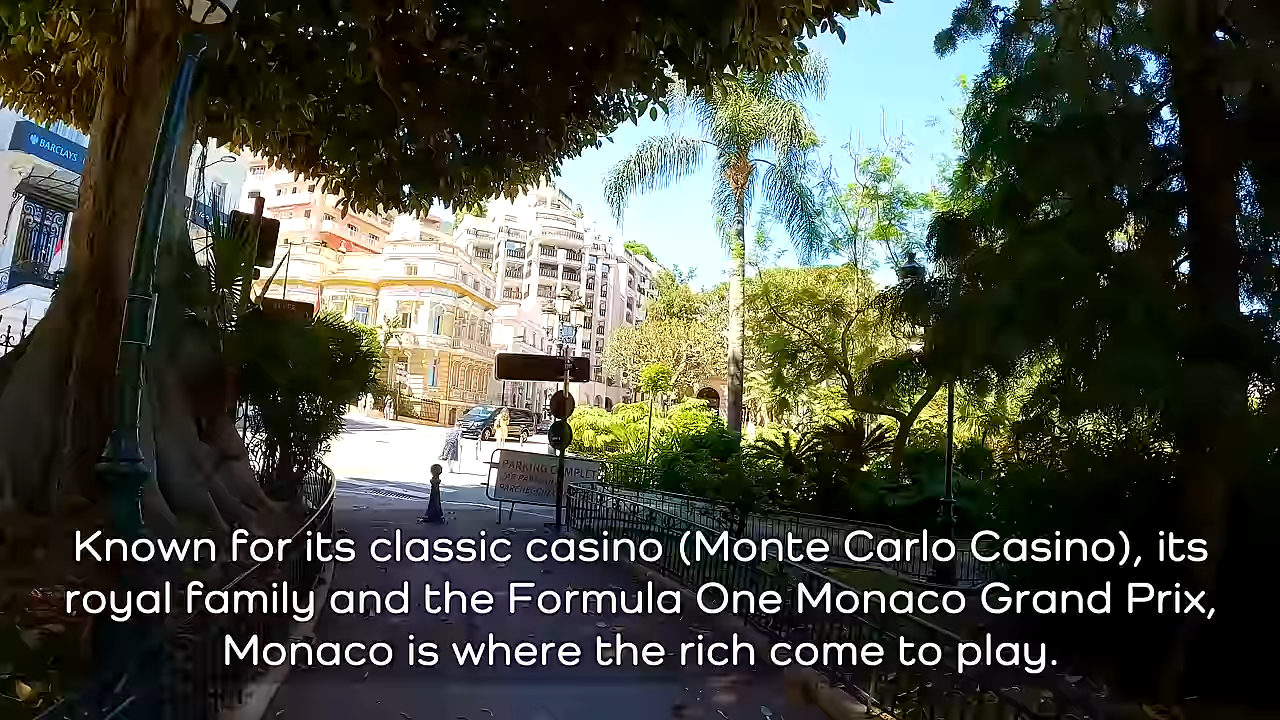 BARCLAYS
PARKING COMPLET
Known for its classic casino (Monte Carlo Casino), its
royal family and the Formula One Monaco Grand Prix,
Monaco is where the rich come to play.